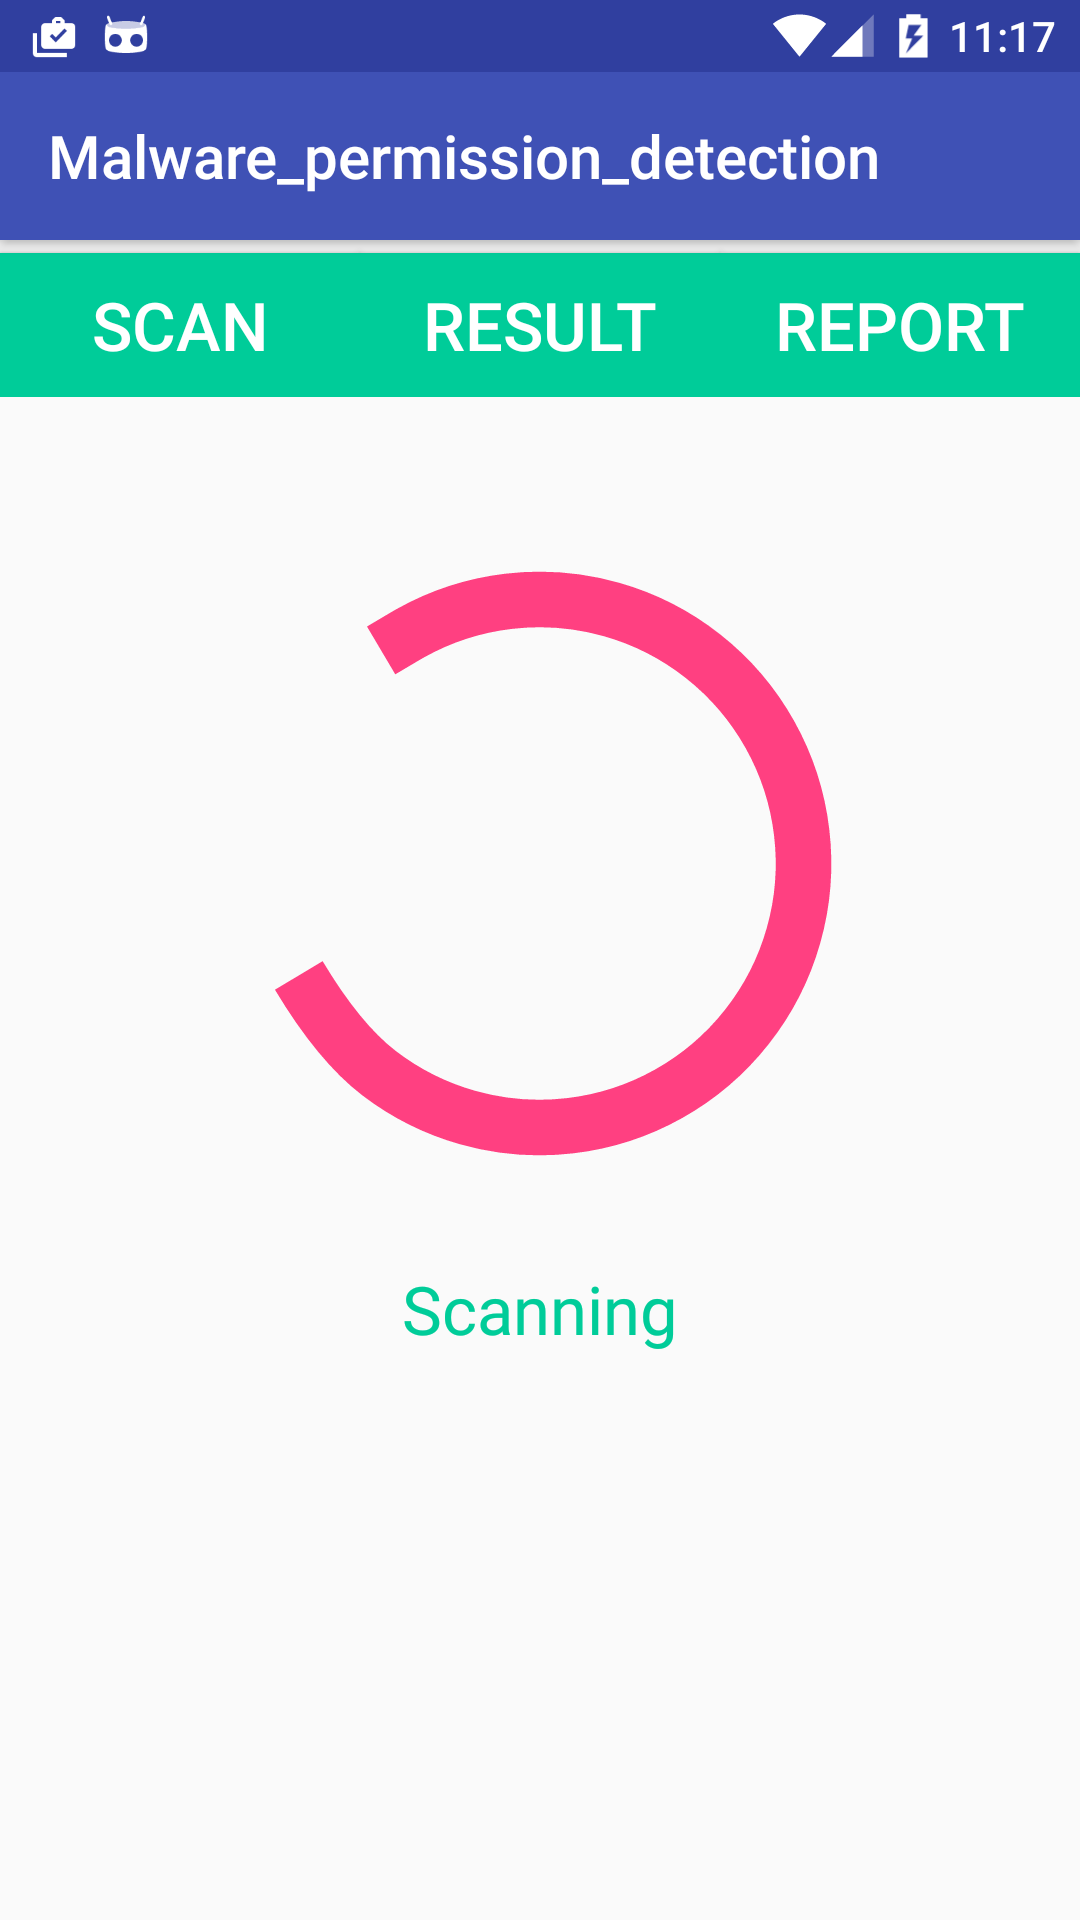 11:17
Malware_permission_detection
SCAN RESULT REPORT
Scanning